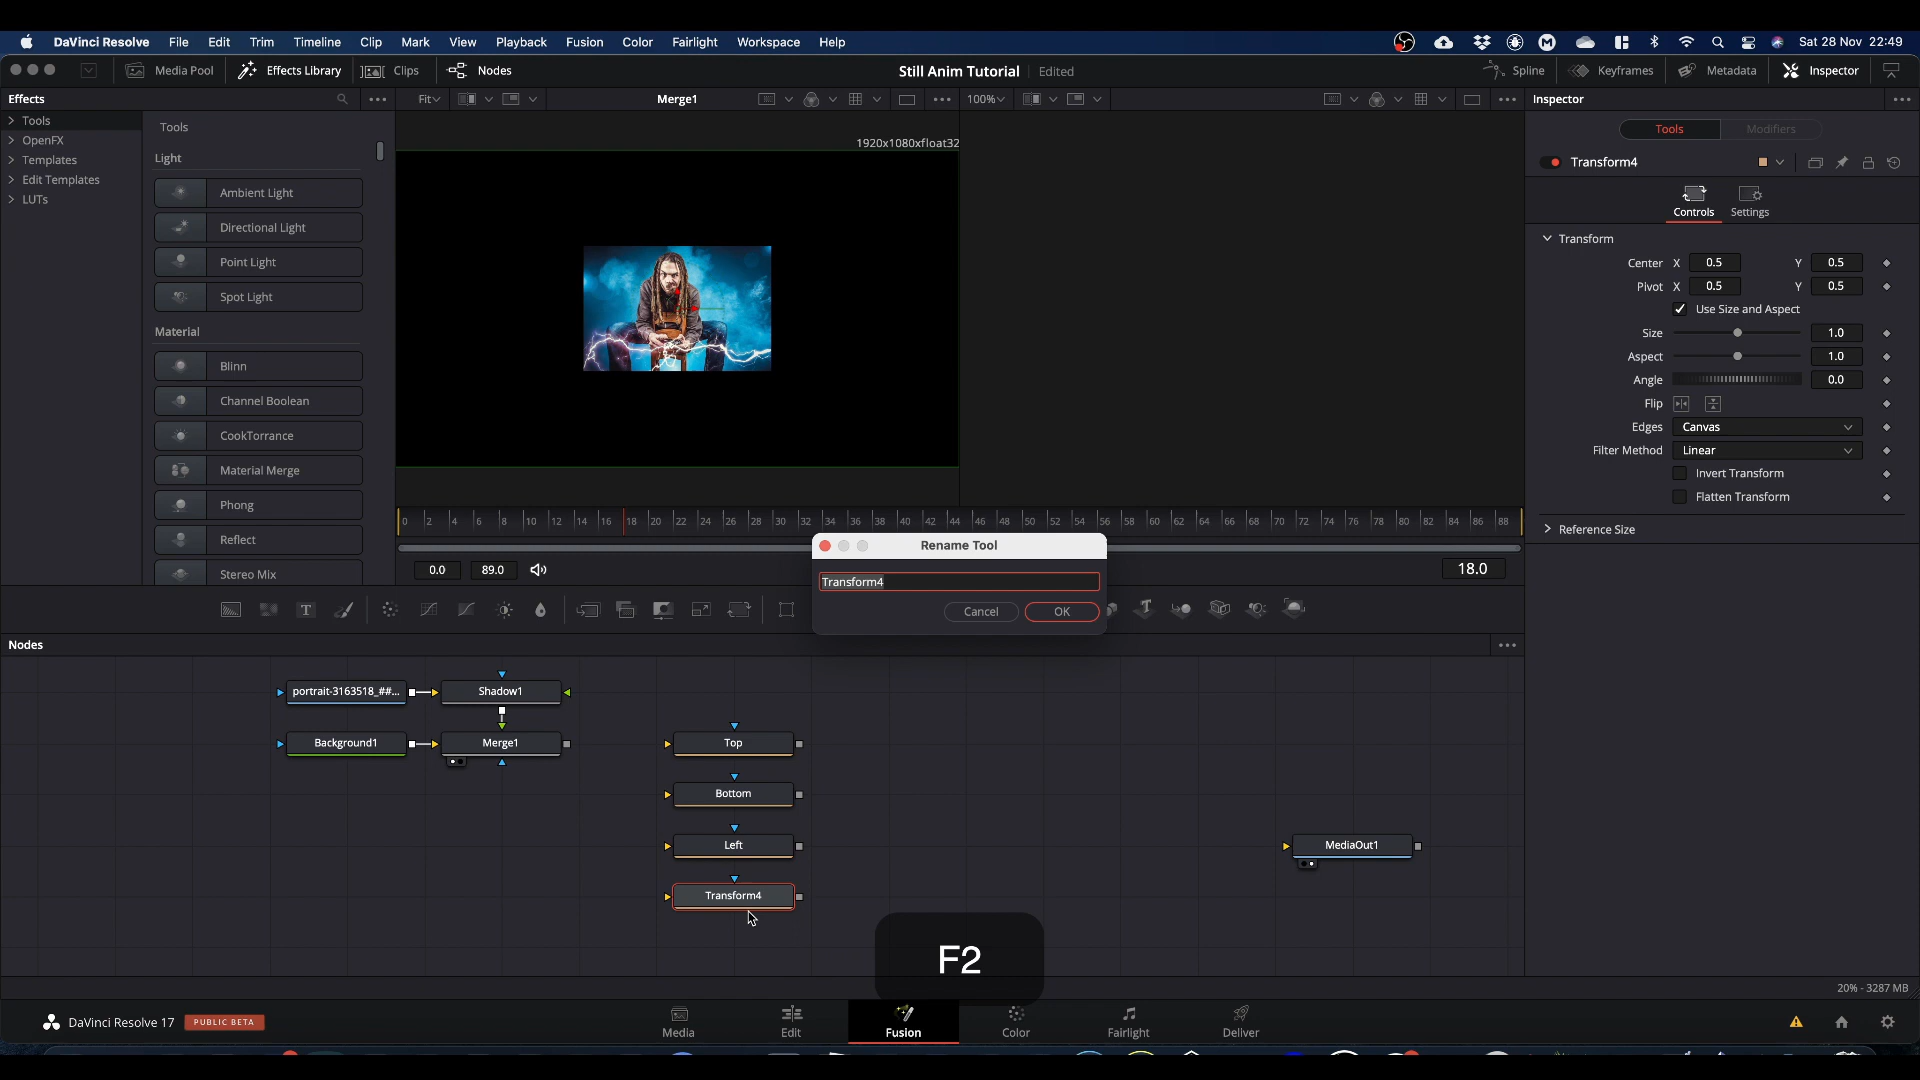 DaVinci Resolve File Edit Trim Timeline Clip Mark View Playback Fusion Color Fairlight Workspace Help Sat 28 Nov 22:49
Media Pool Effects Library Clips Nodes Still Anim Tutorial Edited Spline Keyframes Metadata Inspector
Effects Fit Merge1 100% Inspector
Tools
OpenFX
Templates
Edit Templates
LUTs
Tools
Light
Ambient Light
Directional Light
Point Light
Spot Light
Material
Blinn
Channel Boolean
CookTorrance
Material Merge
Phong
Reflect
Stereo Mix
1920x1080xfloat32
0 2 4 6 8 10 12 14 16 18 20 22 24 26 28 30 32 34 36 38 40 42 44 46 48 50 52 54 56 58 60 62 64 66 68 70 72 74 76 78 80 82 84 86 88
0.0 89.0 18.0
Rename Tool
Transform4
Cancel OK
Tools Modifiers
Transform4
Controls Settings
Transform
Center X 0.5 Y 0.5
Pivot X 0.5 Y 0.5
Use Size and Aspect
Size 1.0
Aspect 1.0
Angle 0.0
Flip
Edges Canvas
Filter Method Linear
Invert Transform
Flatten Transform
Reference Size
Nodes
portrait-3163518_##... Shadow1
Background1 Merge1 Top
Bottom
Left MediaOut1
Transform4
F2
20% - 3287 MB
DaVinci Resolve 17 PUBLIC BETA Media Edit Fusion Color Fairlight Deliver